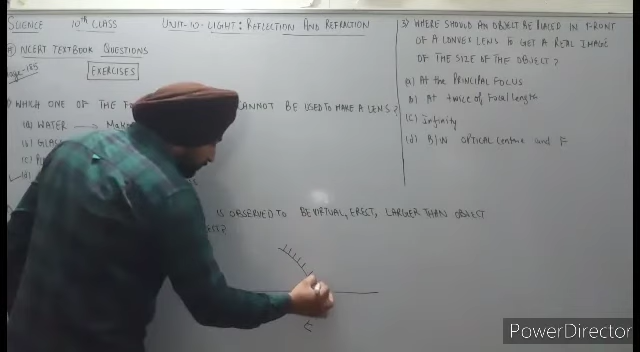 SCIENCE 10th CLASS UNIT-10- LIGHT: REFLECTION AND REFRACTION
NCERT TEXTBOOK QUESTIONS
Page-185
EXERCISES
WHICH ONE OF THE CANNOT BE USED TO MAKE A LENS?
(a) WATER
(b) GLASS
(c)
(d)
IS OBSERVED TO BE VIRTUAL, ERECT, LARGER THAN OBJECT
3) WHERE SHOULD AN OBJECT BE PLACED IN FRONT
OF A CONVEX LENS TO GET A REAL IMAGE
OF THE SIZE OF THE OBJECT?
(a) At the PRINCIPAL FOCUS
(b) At twice of Focal length
(c) Infinity
(d) B/W OPTICAL Centre and F
PowerDirector